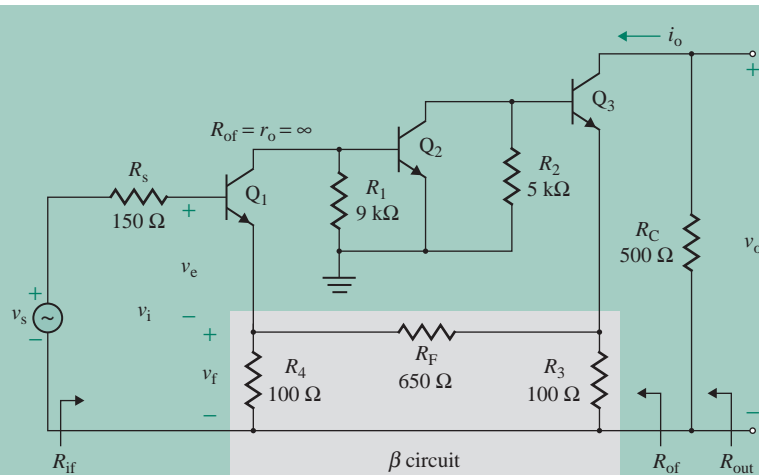 i_o
+
Q_3
R_of = r_o = ∞
Q_2
R_s
150 Ω
Q_1
+
R_1
9 kΩ
R_2
5 kΩ
R_C
500 Ω
v_o
v_e
v_i
v_s
+
−
−
+
v_f
R_4
100 Ω
R_F
650 Ω
R_3
100 Ω
−
−
R_if
β circuit
R_of
R_out